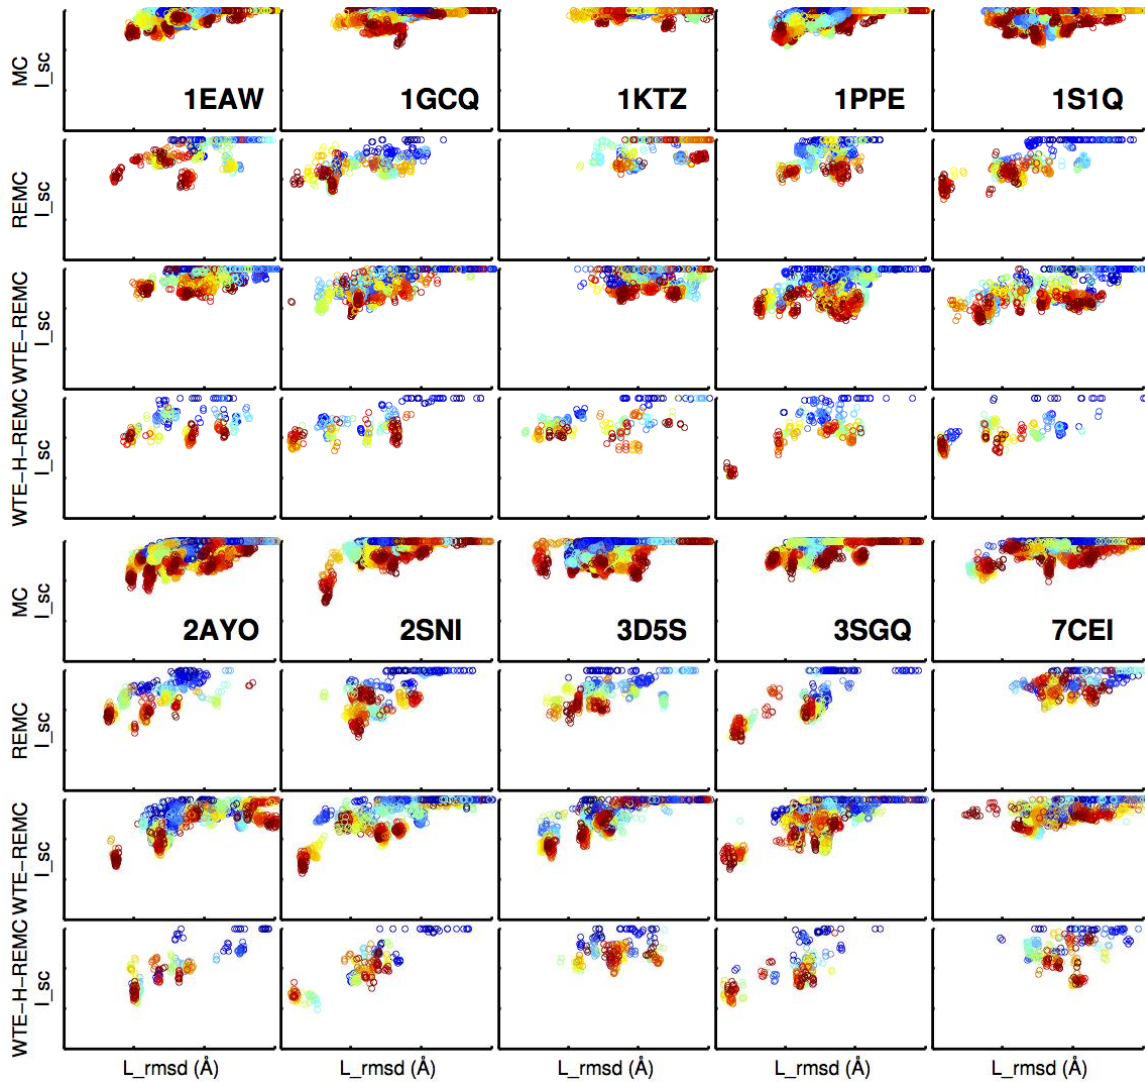 MC
I_sc
1EAW
1GCQ
1KTZ
1PPE
1S1Q
REMC
I_sc
WTE-REMC
I_sc
WTE-H-REMC
I_sc
MC
I_sc
2AYO
2SNI
3D5S
3SGQ
7CEI
REMC
I_sc
WTE-REMC
I_sc
WTE-H-REMC
I_sc
L_rmsd (Å)
L_rmsd (Å)
L_rmsd (Å)
L_rmsd (Å)
L_rmsd (Å)